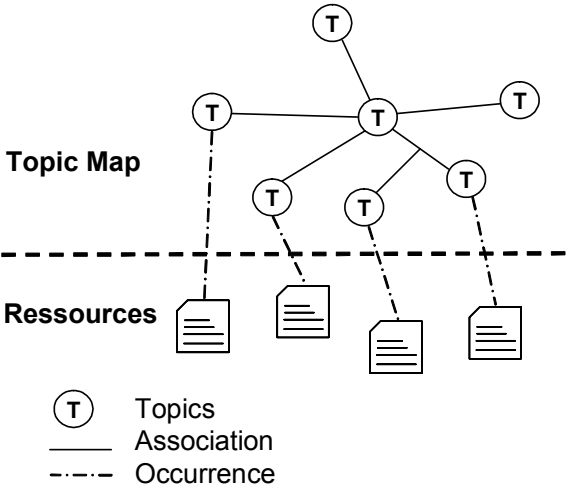 T
T
T
T
Topic Map
T
T
T
Ressources
T Topics
Association
Occurrence